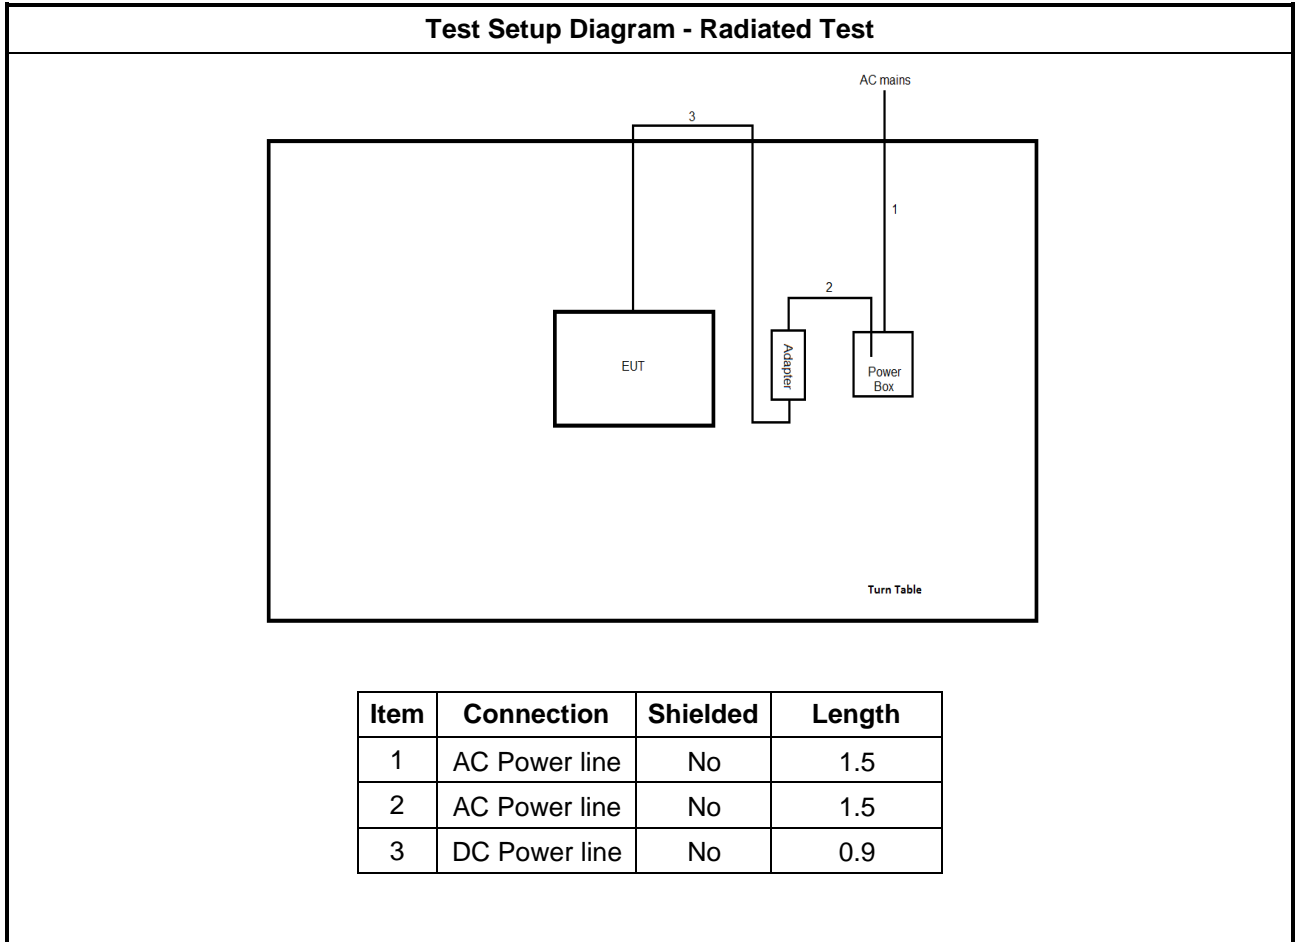 Test Setup Diagram - Radiated Test
AC mains
3
1
2
EUT
Adapter
Power
Box
Turn Table
Item Connection Shielded Length
1 AC Power line No 1.5
2 AC Power line No 1.5
3 DC Power line No 0.9